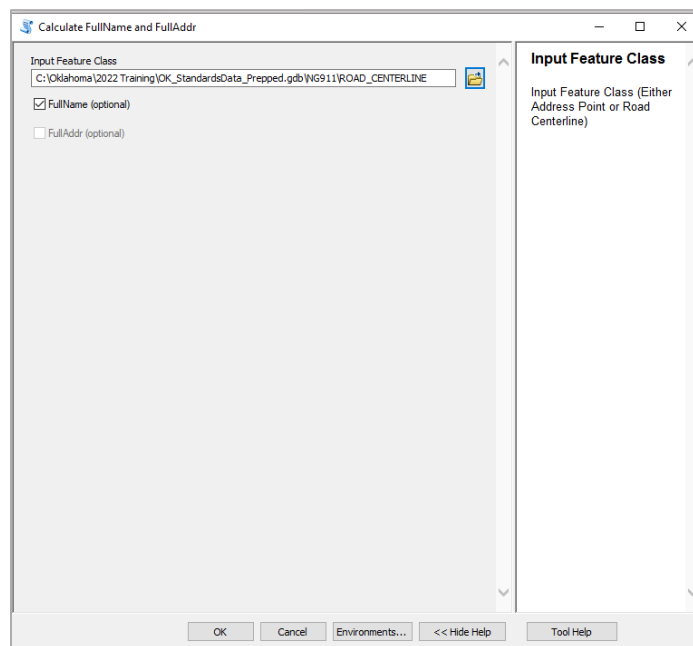 Calculate FullName and FullAddr
Input Feature Class
C:\Oklahoma\2022 Training\OK_StandardsData_Prepped.gdb\NG911\ROAD_CENTERLINE
FullName (optional)
FullAddr (optional)
Input Feature Class
Input Feature Class (Either
Address Point or Road
Centerline)
OK
Cancel
Environments...
<< Hide Help
Tool Help